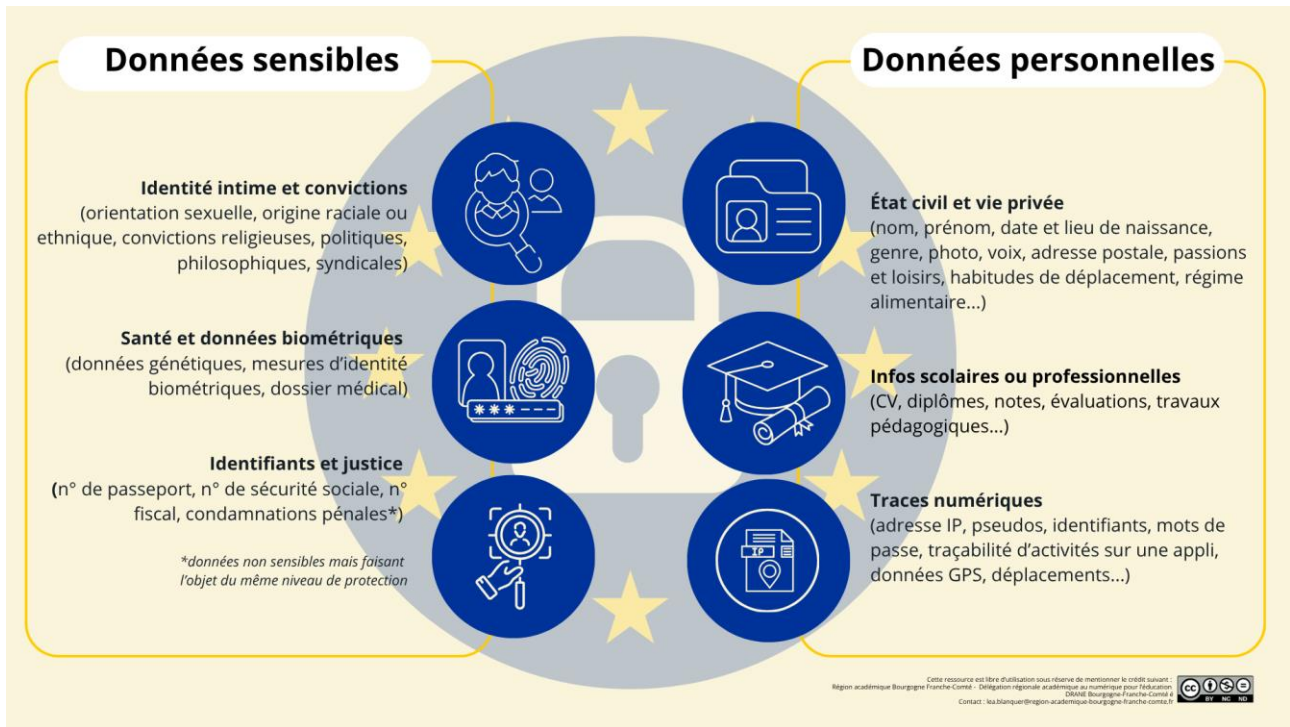 Données sensibles
Identité intime et convictions
(orientation sexuelle, origine raciale ou
ethnique, convictions religieuses, politiques,
philosophiques, syndicales)
Santé et données biométriques
(données génétiques, mesures d’identité
biométriques, dossier médical)
Identifiants et justice
(n° de passeport, n° de sécurité sociale, n°
fiscal, condamnations pénales*)
*données non sensibles mais faisant
l’objet du même niveau de protection
Données personnelles
État civil et vie privée
(nom, prénom, date et lieu de naissance,
genre, photo, voix, adresse postale, passions
et loisirs, habitudes de déplacement, régime
alimentaire...)
Infos scolaires ou professionnelles
(CV, diplômes, notes, évaluations, travaux
pédagogiques...)
IP
Traces numériques
(adresse IP, pseudos, identifiants, mots de
passe, traçabilité d’activités sur une appli,
données GPS, déplacements...)
Cette ressource est libre d’utilisation sous réserve de mentionner le crédit suivant :
Région académique Bourgogne Franche-Comté - Délégation régionale académique au numérique pour l’éducation
DRANE Bourgogne-Franche-Comté é
Contact : lea.blanquer@region-academique-bourgogne-franche-comte.fr
cc
BY NC ND